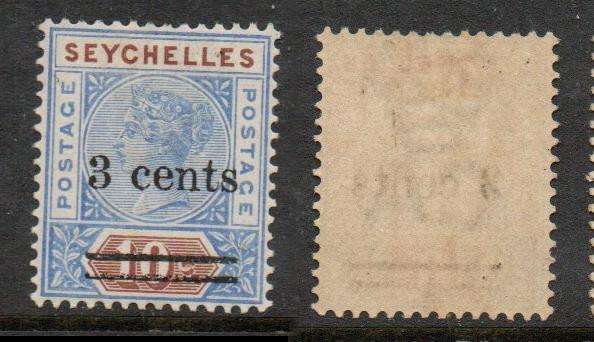 SEYCHELLES
POSTAGE
POSTAGE
3 cents
10c